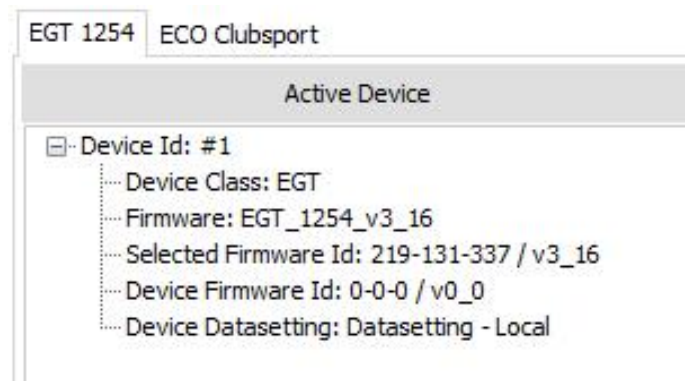 EGT 1254 ECO Clubsport
Active Device
Device Id: #1
Device Class: EGT
Firmware: EGT_1254_v3_16
Selected Firmware Id: 219-131-337 / v3_16
Device Firmware Id: 0-0-0 / v0_0
Device Datasetting: Datasetting - Local